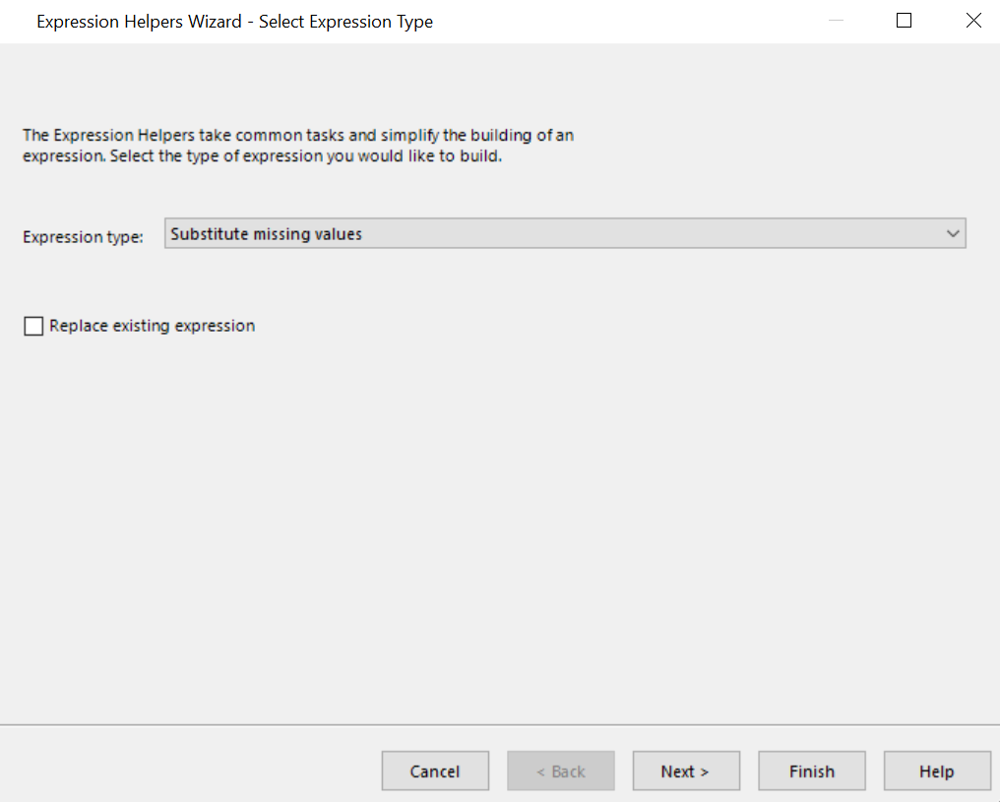 Expression Helpers Wizard - Select Expression Type
The Expression Helpers take common tasks and simplify the building of an
expression. Select the type of expression you would like to build.
Expression type: Substitute missing values
Replace existing expression
Cancel < Back Next > Finish Help